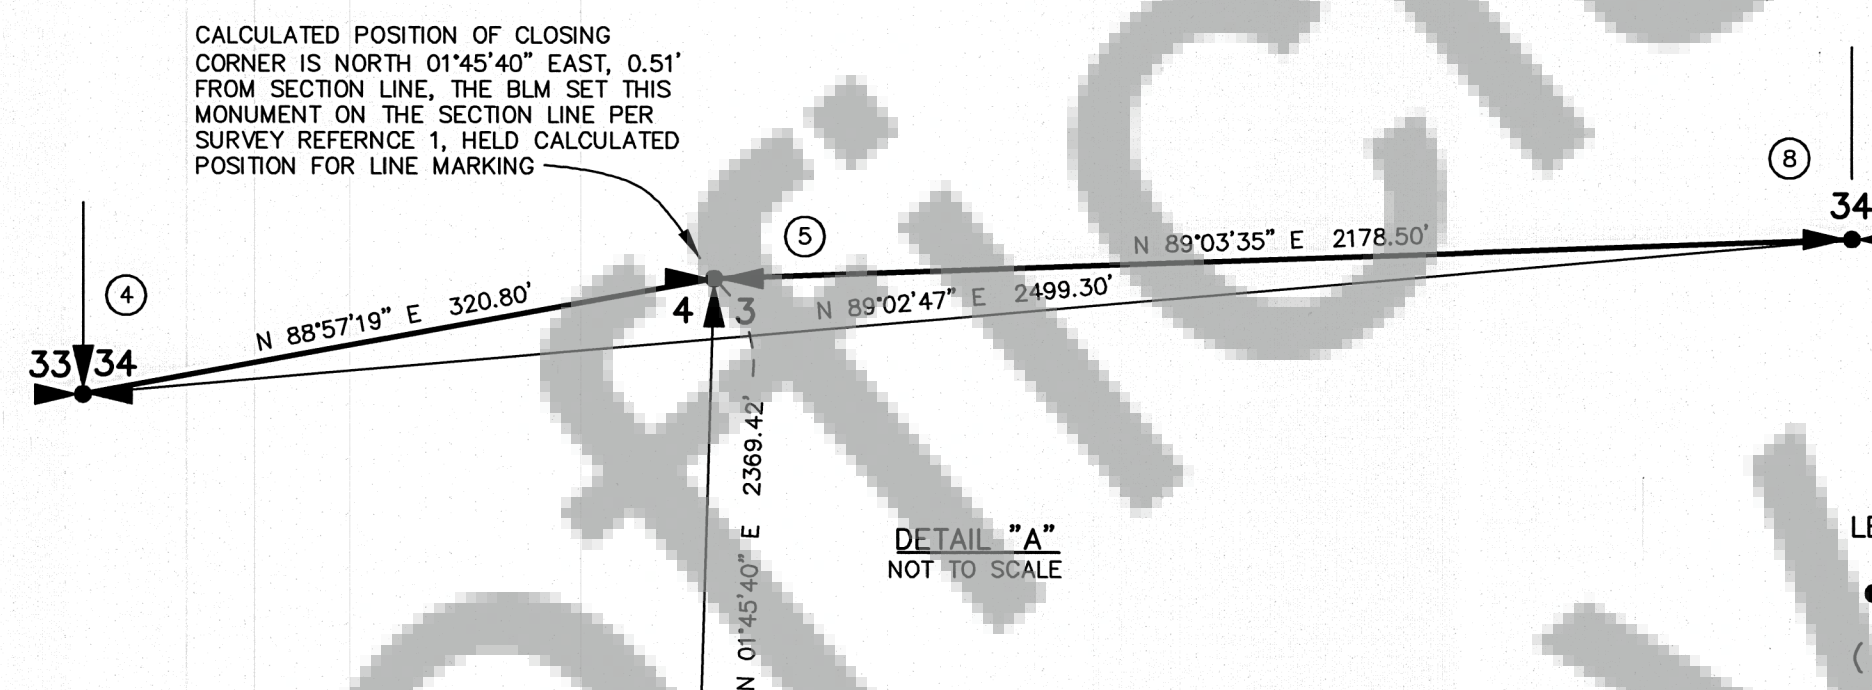 CALCULATED POSITION OF CLOSING
CORNER IS NORTH 01°45'40" EAST, 0.51'
FROM SECTION LINE, THE BLM SET THIS
MONUMENT ON THE SECTION LINE PER
SURVEY REFERNCE 1, HELD CALCULATED
POSITION FOR LINE MARKING
8
34
5
N 89°03'35" E 2178.50'
4
N 88°57'19" E 320.80'
4 3
N 89°02'47" E 2499.30'
33 34
N 01°45'40" E 2369.42'
DETAIL "A"
NOT TO SCALE
LE
(